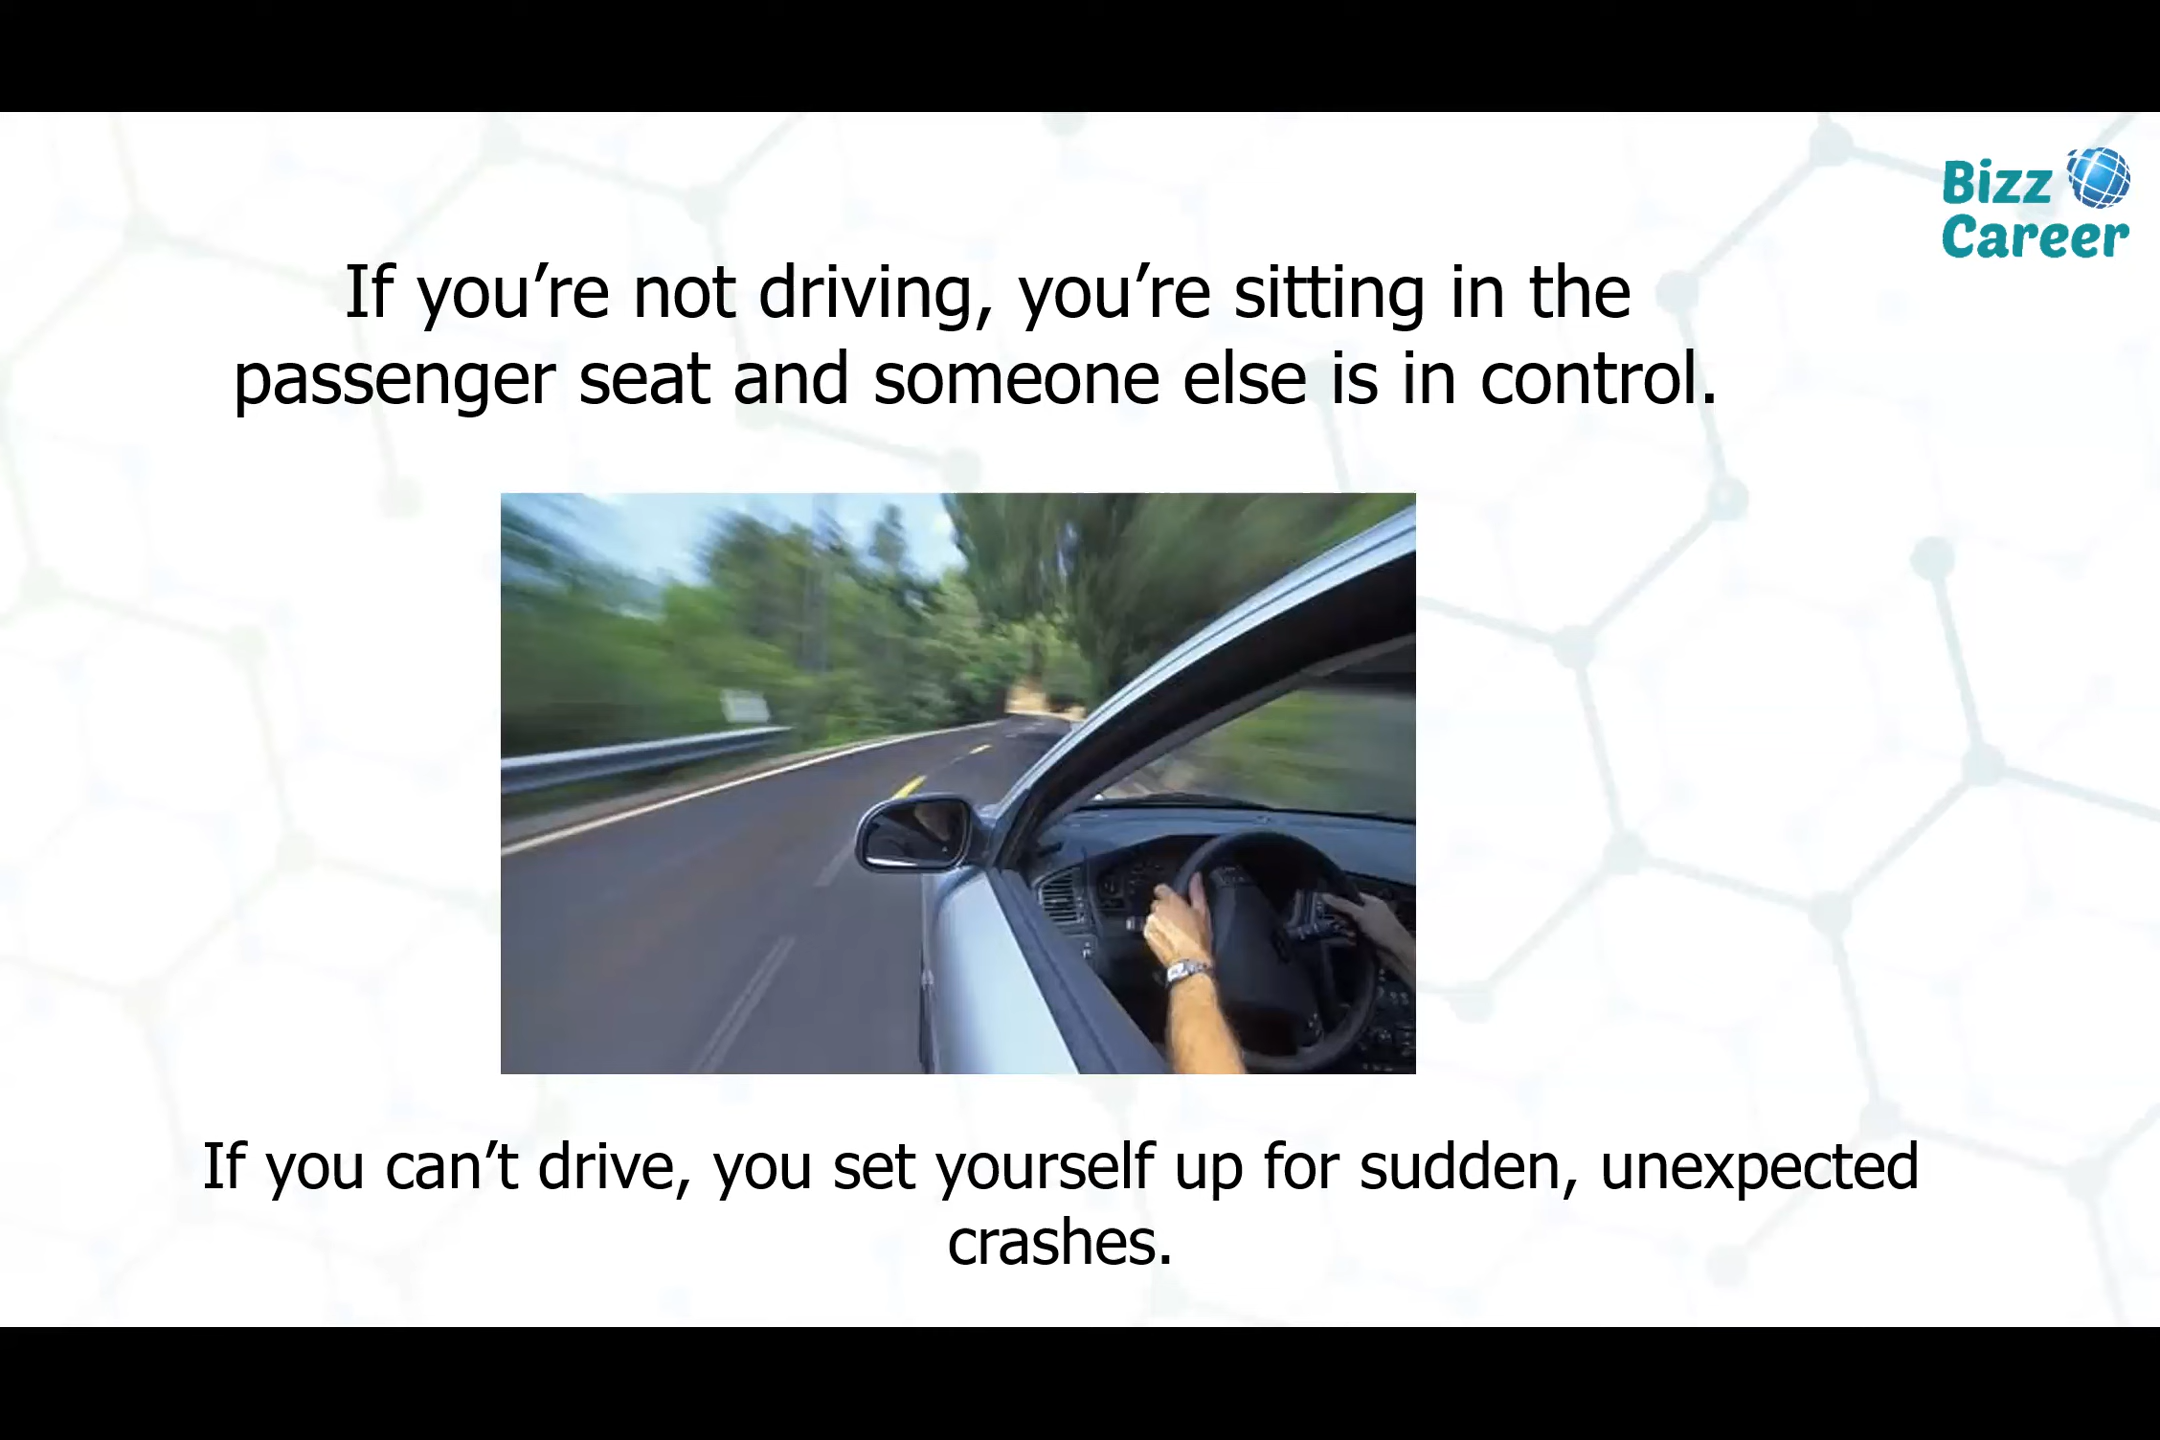 Bizz
Career
If you’re not driving, you’re sitting in the
passenger seat and someone else is in control.
If you can’t drive, you set yourself up for sudden, unexpected
crashes.